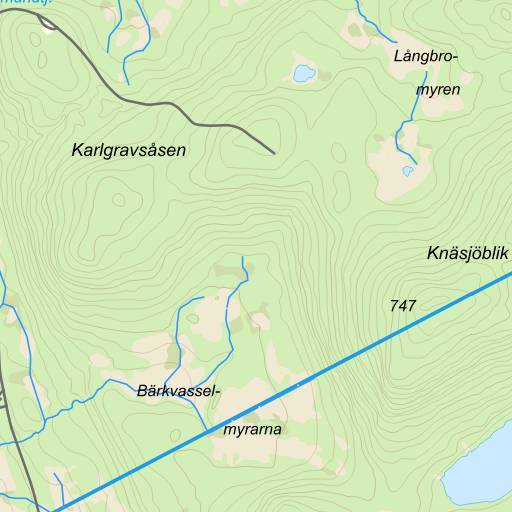 Långbro-
myren
Karlgravsåsen
Knäsjöblik
747
Bärkvassel-
myrarna